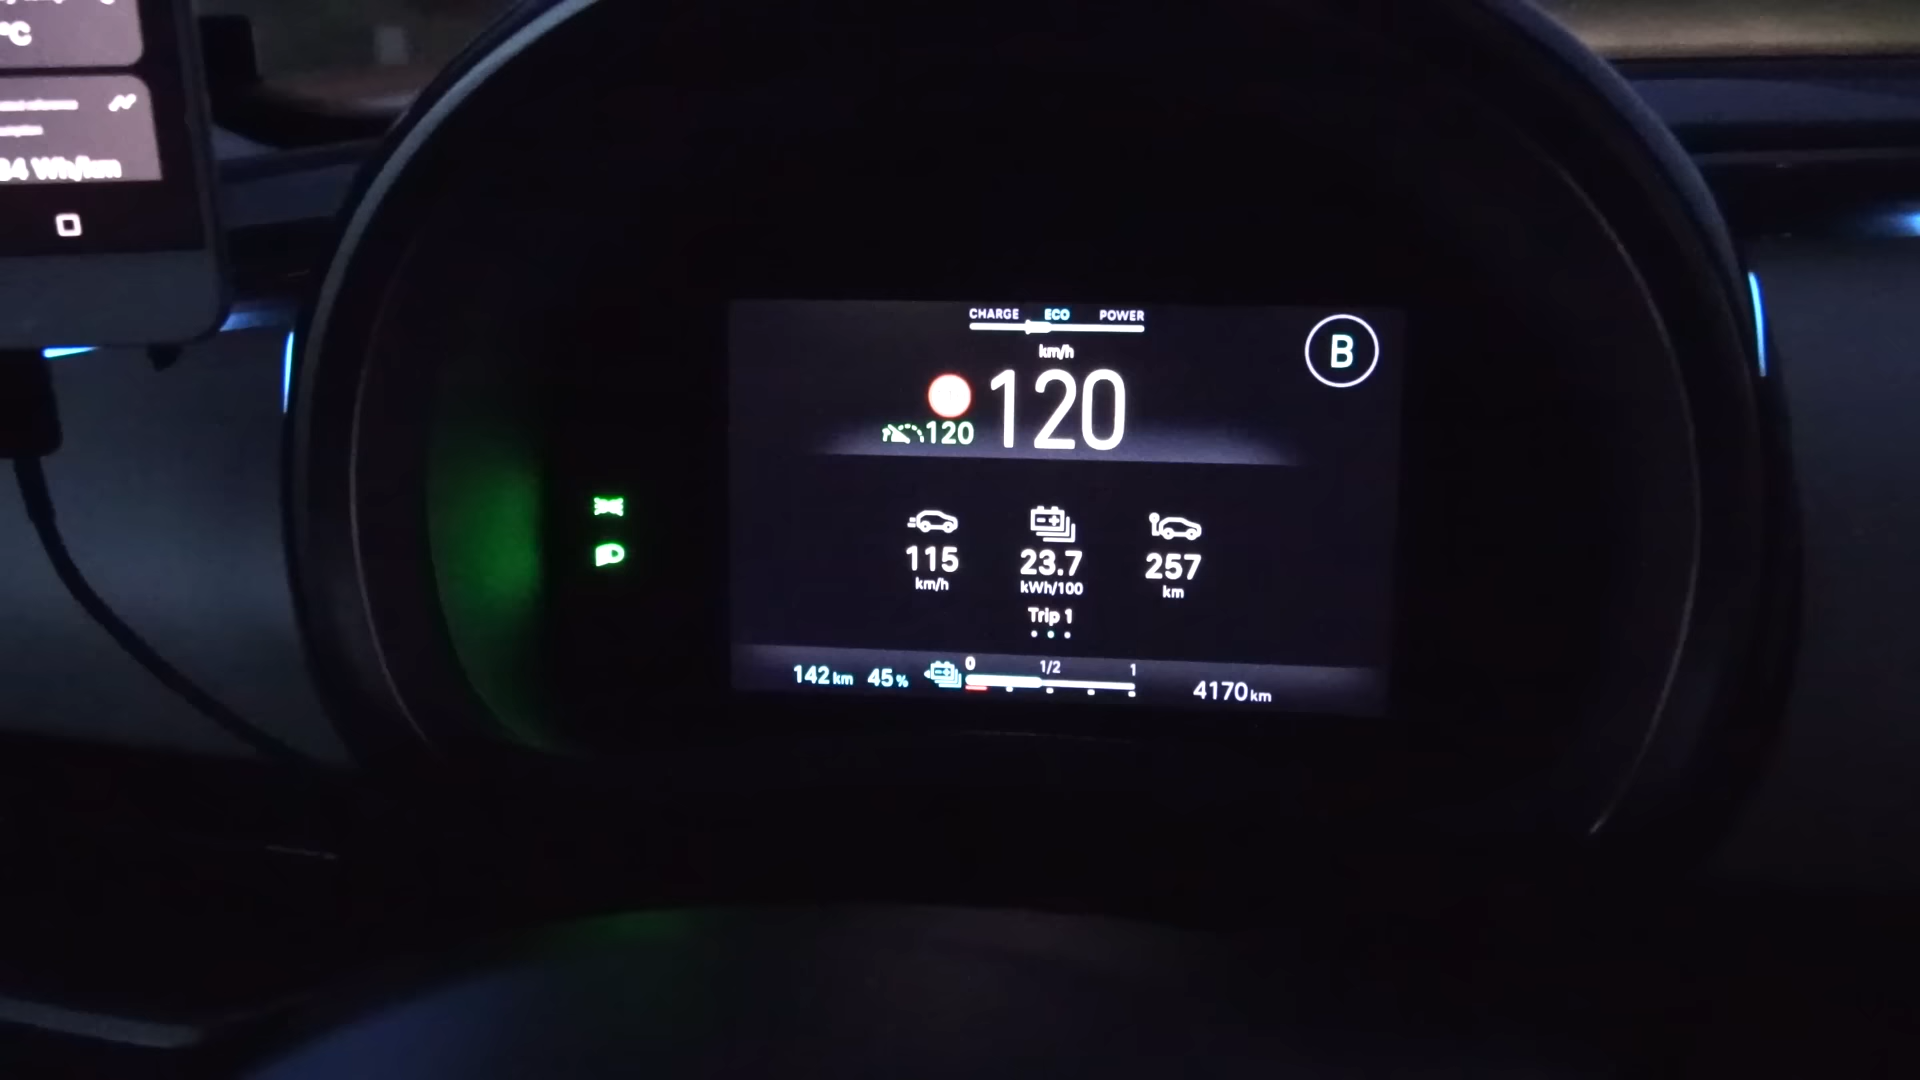 °C
84 Wh/km
CHARGE ECO POWER
km/h
B
120
120
115
km/h
23.7
kWh/100
257
km
Trip 1
142 km 45 % 0 1/2 1
4170 km